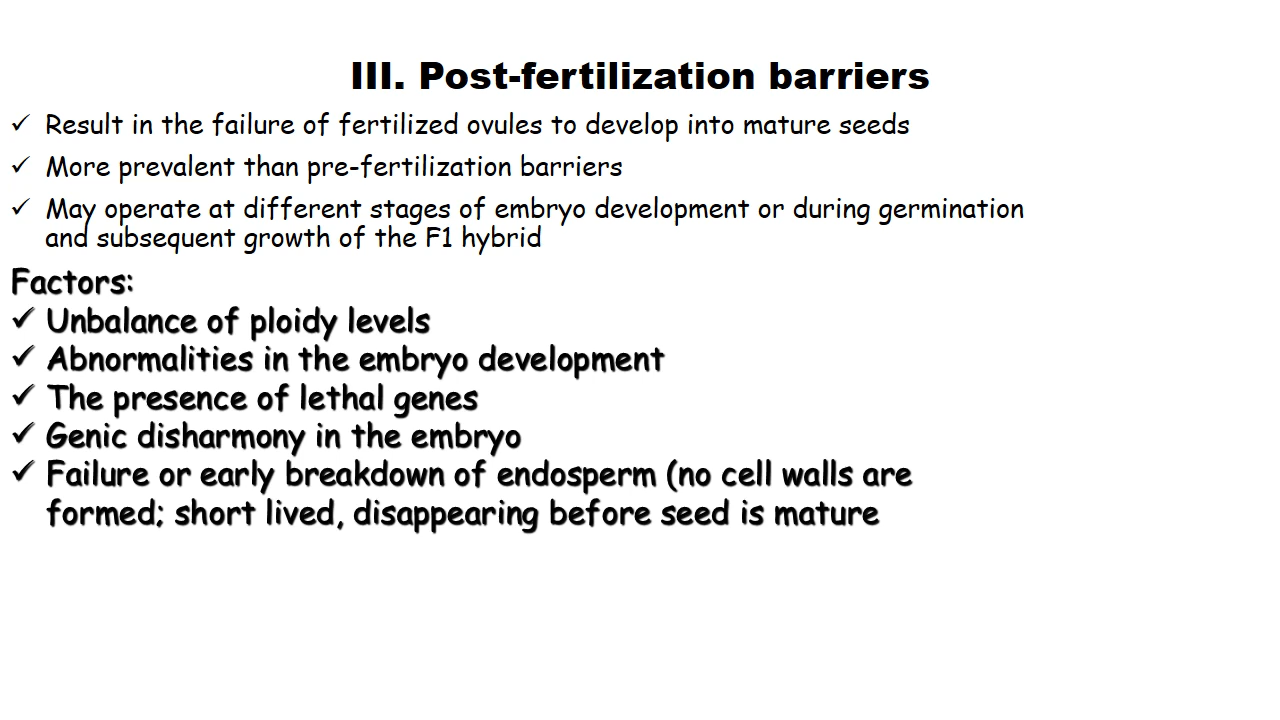 III. Post-fertilization barriers
✓ Result in the failure of fertilized ovules to develop into mature seeds
✓ More prevalent than pre-fertilization barriers
✓ May operate at different stages of embryo development or during germination
and subsequent growth of the F1 hybrid
Factors:
✓ Unbalance of ploidy levels
✓ Abnormalities in the embryo development
✓ The presence of lethal genes
✓ Genic disharmony in the embryo
✓ Failure or early breakdown of endosperm (no cell walls are
formed; short lived, disappearing before seed is mature